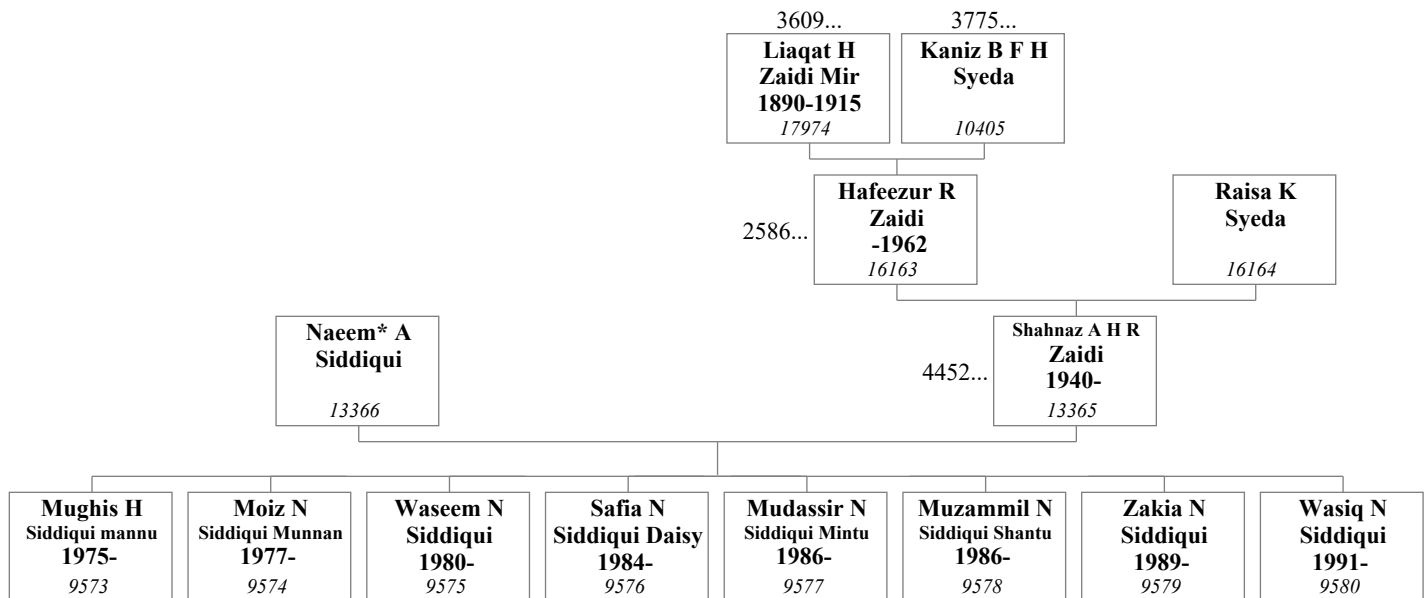 3609...
3775...
Liaqat H
Zaidi Mir
1890-1915
17974
Kaniz B F H
Syeda
10405
2586...
Hafeezur R
Zaidi
-1962
16163
Raisa K
Syeda
16164
Naeem* A
Siddiqui
13366
4452...
Shahnaz A H R
Zaidi
1940-
13365
Mughis H
Siddiqui mannu
1975-
9573
Moiz N
Siddiqui Munnan
1977-
9574
Waseem N
Siddiqui
1980-
9575
Safia N
Siddiqui Daisy
1984-
9576
Mudassir N
Siddiqui Mintu
1986-
9577
Muzammil N
Siddiqui Shantu
1986-
9578
Zakia N
Siddiqui
1989-
9579
Wasiq N
Siddiqui
1991-
9580